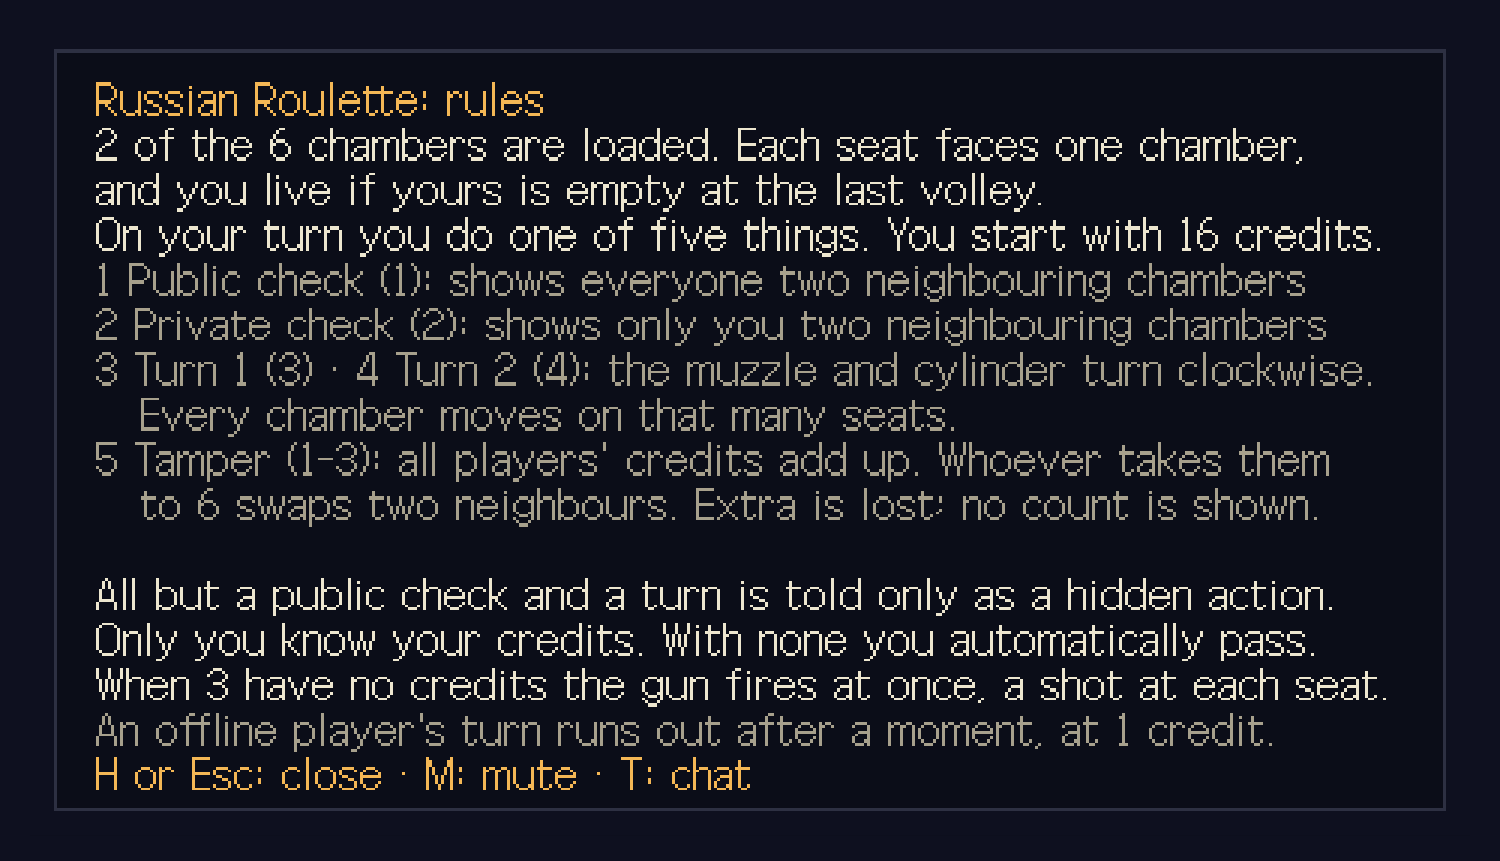 Russian Roulette: rules
2 of the 6 chambers are loaded. Each seat faces one chamber,
and you live if yours is empty at the last volley.
On your turn you do one of five things. You start with 16 credits.
1 Public check (1): shows everyone two neighbouring chambers
2 Private check (2): shows only you two neighbouring chambers
3 Turn 1 (3) · 4 Turn 2 (4): the muzzle and cylinder turn clockwise.
Every chamber moves on that many seats.
5 Tamper (1-3): all players' credits add up. Whoever takes them
to 6 swaps two neighbours. Extra is lost; no count is shown.
All but a public check and a turn is told only as a hidden action.
Only you know your credits. With none you automatically pass.
When 3 have no credits the gun fires at once, a shot at each seat.
An offline player's turn runs out after a moment, at 1 credit.
H or Esc: close · M: mute · T: chat